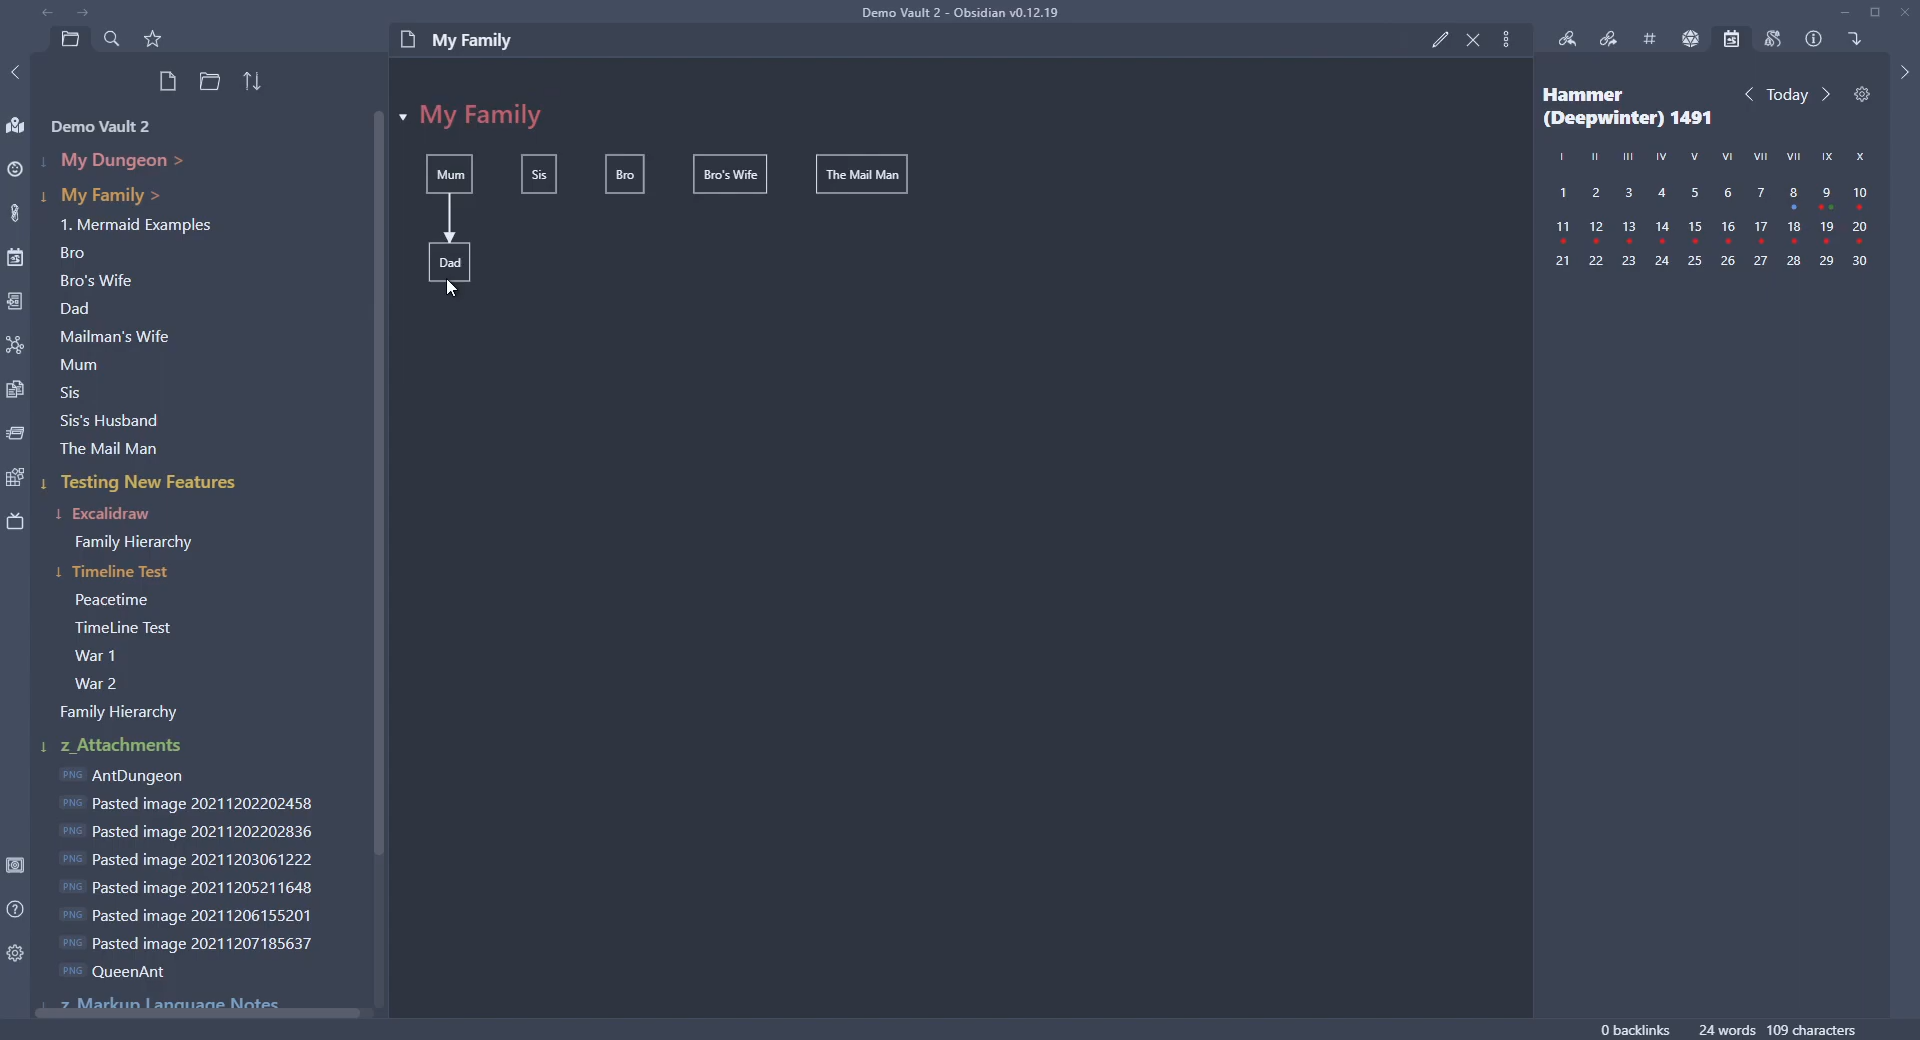 Demo Vault 2 - Obsidian v0.12.19
My Family
Demo Vault 2
My Dungeon >
My Family >
1. Mermaid Examples
Bro
Bro's Wife
Dad
Mailman's Wife
Mum
Sis
Sis's Husband
The Mail Man
Testing New Features
Excalidraw
Family Hierarchy
Timeline Test
Peacetime
TimeLine Test
War 1
War 2
Family Hierarchy
z_Attachments
PNG AntDungeon
PNG Pasted image 20211202202458
PNG Pasted image 20211202202836
PNG Pasted image 20211203061222
PNG Pasted image 20211205211648
PNG Pasted image 20211206155201
PNG Pasted image 20211207185637
PNG QueenAnt
z_Markup Language Notes
My Family
Mum Sis Bro Bro's Wife The Mail Man
Dad
Hammer
(Deepwinter) 1491
Today
I II III IV V VI VII VII IX X
1 2 3 4 5 6 7 8 9 10
11 12 13 14 15 16 17 18 19 20
21 22 23 24 25 26 27 28 29 30
0 backlinks 24 words 109 characters